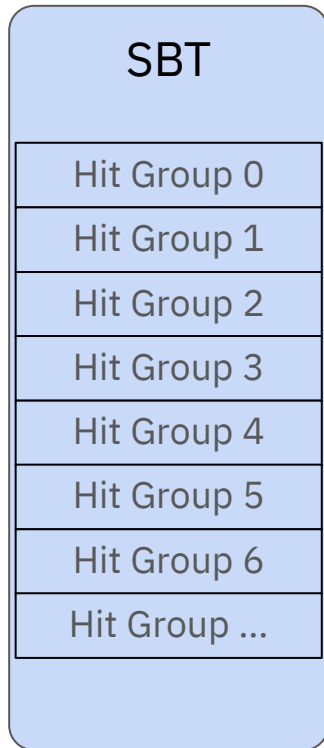 SBT
Hit Group 0
Hit Group 1
Hit Group 2
Hit Group 3
Hit Group 4
Hit Group 5
Hit Group 6
Hit Group ...